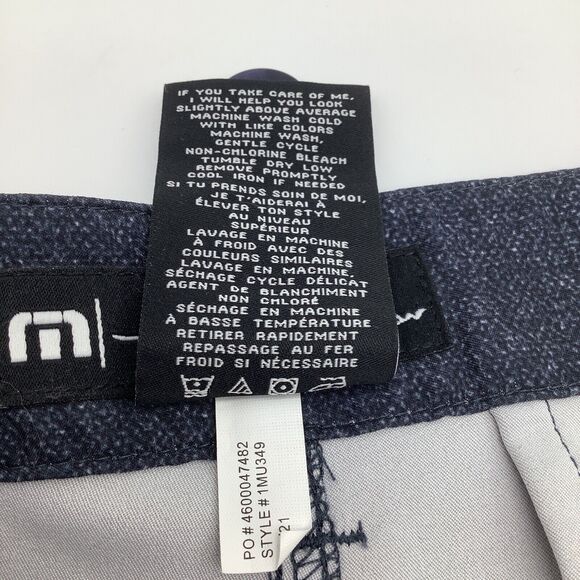 IF YOU TAKE CARE OF ME,
I WILL HELP YOU LOOK
SLIGHTLY ABOVE AVERAGE
MACHINE WASH COLD
WITH LIKE COLORS
MACHINE WASH,
GENTLE CYCLE
NON-CHLORINE BLEACH
TUMBLE DRY LOW
REMOVE PROMPTLY
COOL IRON IF NEEDED
SI TU PRENDS SOIN DE MOI,
JE T'AIDERAI À
ÉLEVER TON STYLE
AU NIVEAU
SUPÉRIEUR
LAVAGE EN MACHINE
À FROID AVEC DES
COULEURS SIMILAIRES
LAVAGE EN MACHINE,
SÉCHAGE CYCLE DÉLICAT
AGENT DE BLANCHIMENT
NON CHLORÉ
SÉCHAGE EN MACHINE
À BASSE TEMPÉRATURE
RETIRER RAPIDEMENT
REPASSAGE AU FER
FROID SI NÉCESSAIRE
PO# 4600047482
STYLE# 1MU349
21